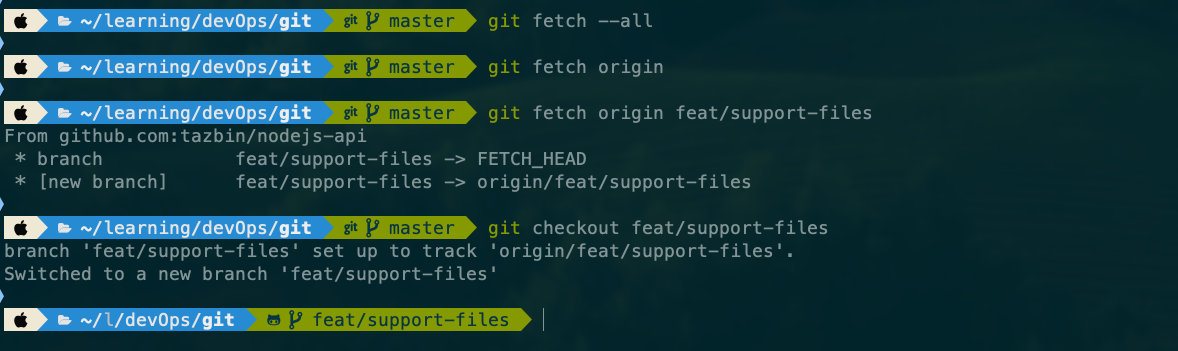 ~/learning/devOps/git git master git fetch --all
~/learning/devOps/git git master git fetch origin
~/learning/devOps/git git master git fetch origin feat/support-files
From github.com:tazbin/nodejs-api
* branch feat/support-files -> FETCH_HEAD
* [new branch] feat/support-files -> origin/feat/support-files
~/learning/devOps/git git master git checkout feat/support-files
branch 'feat/support-files' set up to track 'origin/feat/support-files'.
Switched to a new branch 'feat/support-files'
~/l/devOps/git feat/support-files